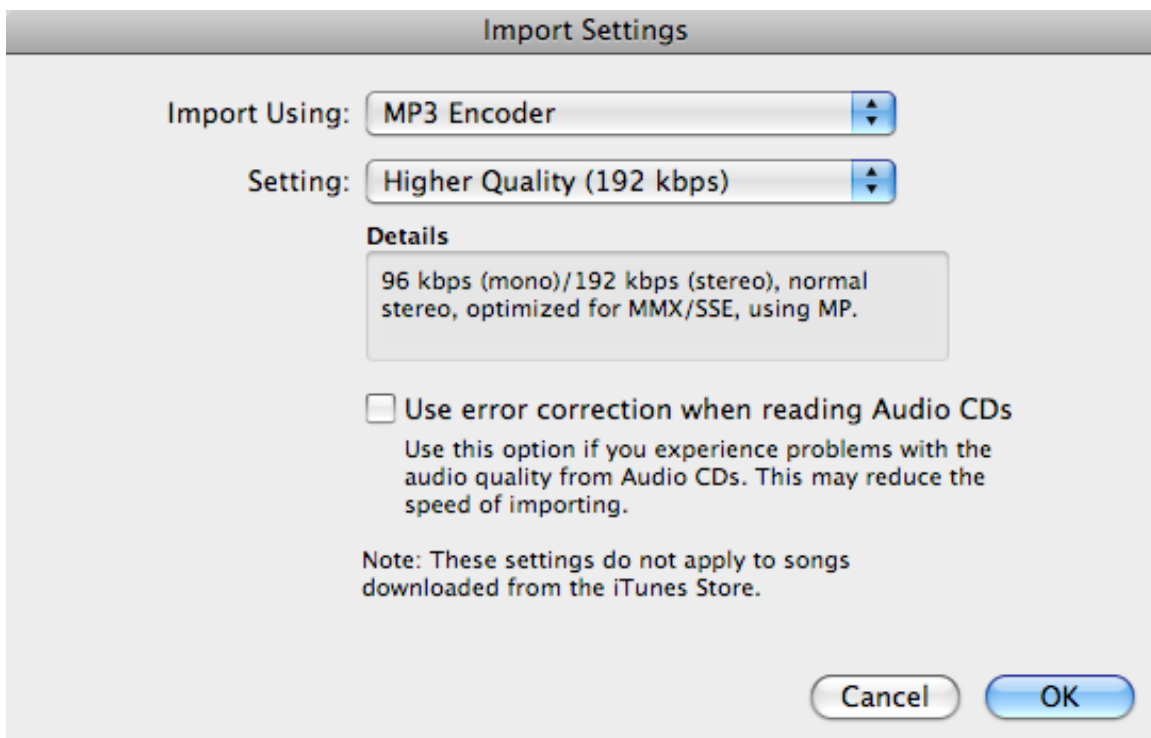 Import Settings
Import Using: MP3 Encoder
Setting: Higher Quality (192 kbps)
Details
96 kbps (mono)/192 kbps (stereo), normal
stereo, optimized for MMX/SSE, using MP.
Use error correction when reading Audio CDs
Use this option if you experience problems with the
audio quality from Audio CDs. This may reduce the
speed of importing.
Note: These settings do not apply to songs
downloaded from the iTunes Store.
Cancel OK